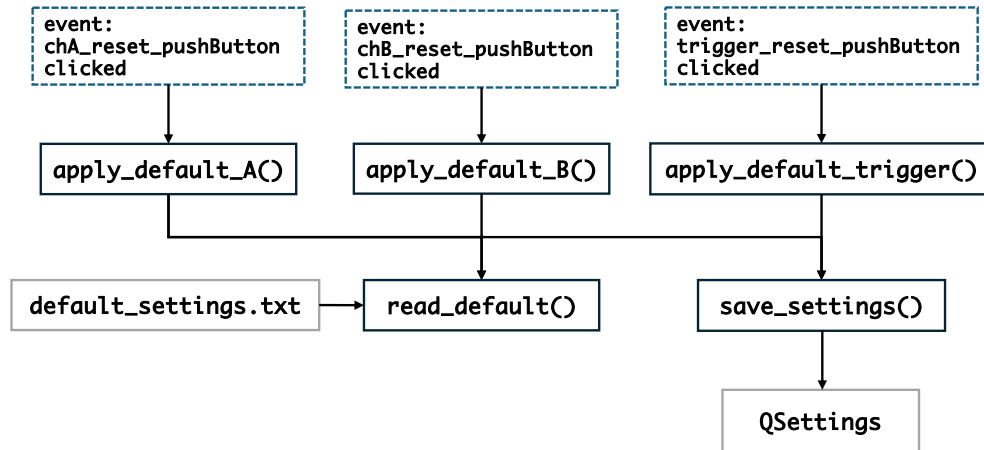 event:
chA_reset_pushButton
clicked
event:
chB_reset_pushButton
clicked
event:
trigger_reset_pushButton
clicked
apply_default_A()
apply_default_B()
apply_default_trigger()
default_settings.txt
read_default()
save_settings()
QSettings